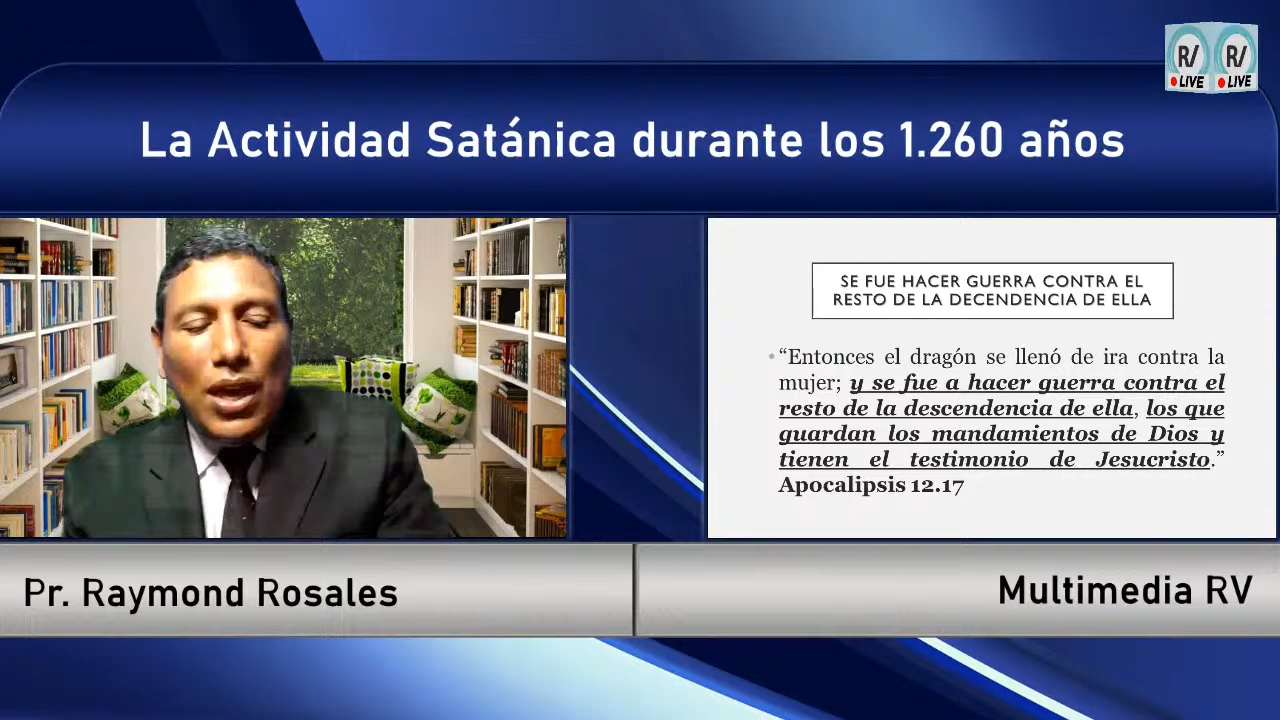 R/ R/
LIVE LIVE
La Actividad Satánica durante los 1.260 años
SE FUE HACER GUERRA CONTRA EL
RESTO DE LA DECENDENCIA DE ELLA
• “Entonces el dragón se llenó de ira contra la
mujer; y se fue a hacer guerra contra el
resto de la descendencia de ella, los que
guardan los mandamientos de Dios y
tienen el testimonio de Jesucristo.”
Apocalipsis 12.17
Pr. Raymond Rosales
Multimedia RV